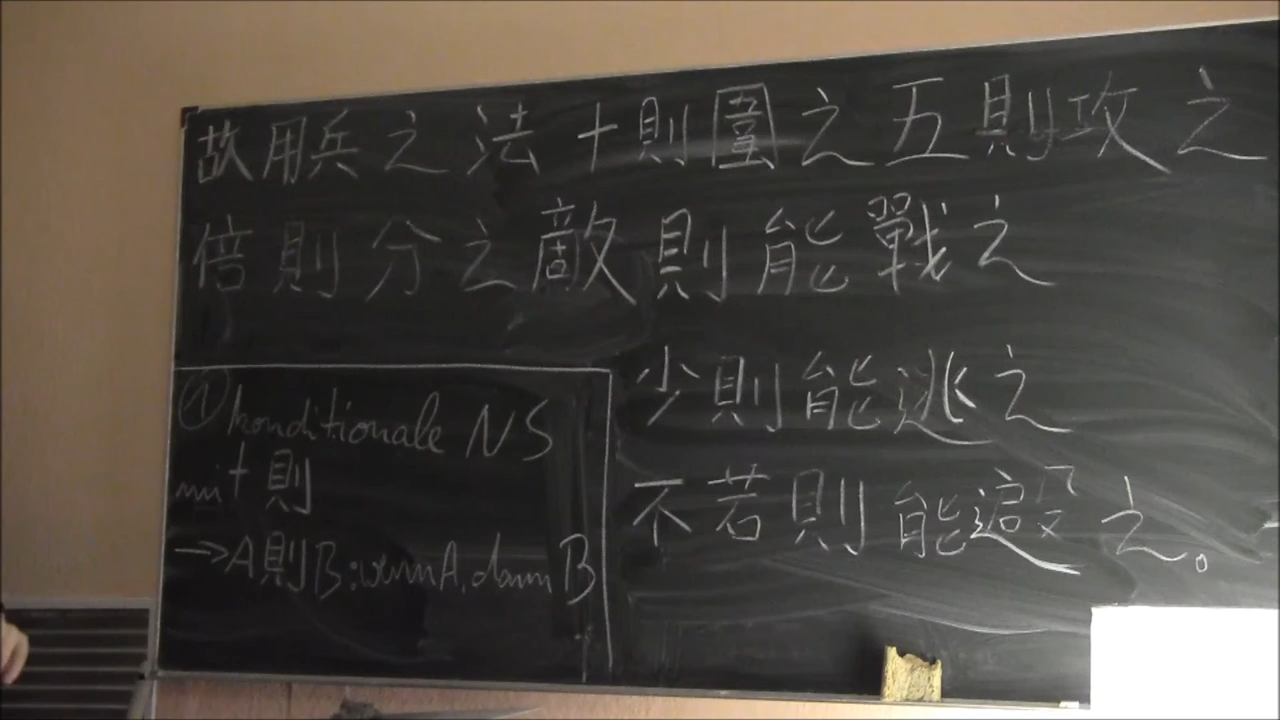 故用兵之法十則圍之五則攻之
倍則分之敵則能戰之
少則能逃之
不若則能避之。
① konditionale NS
mit 則
→A則B: wenn A, dann B